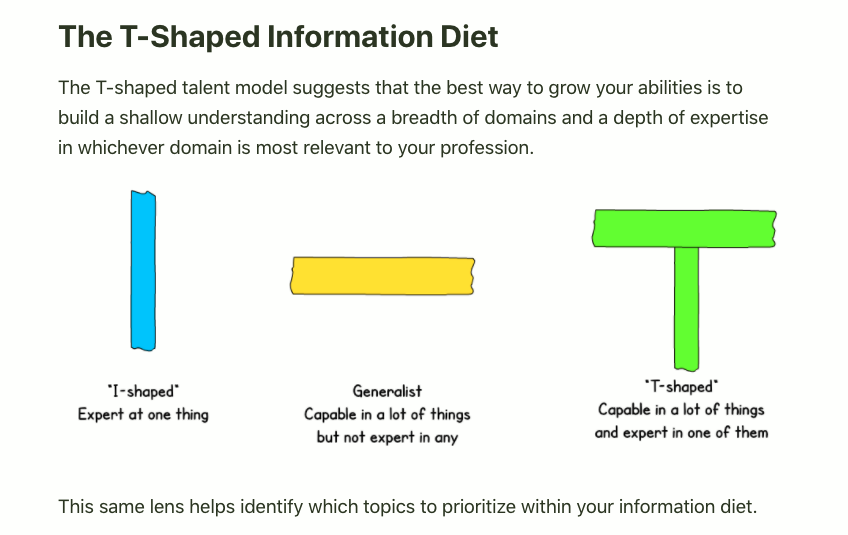 The T-Shaped Information Diet
The T-shaped talent model suggests that the best way to grow your abilities is to
build a shallow understanding across a breadth of domains and a depth of expertise
in whichever domain is most relevant to your profession.
"I-shaped"
Expert at one thing
Generalist
Capable in a lot of things
but not expert in any
"T-shaped"
Capable in a lot of things
and expert in one of them
This same lens helps identify which topics to prioritize within your information diet.